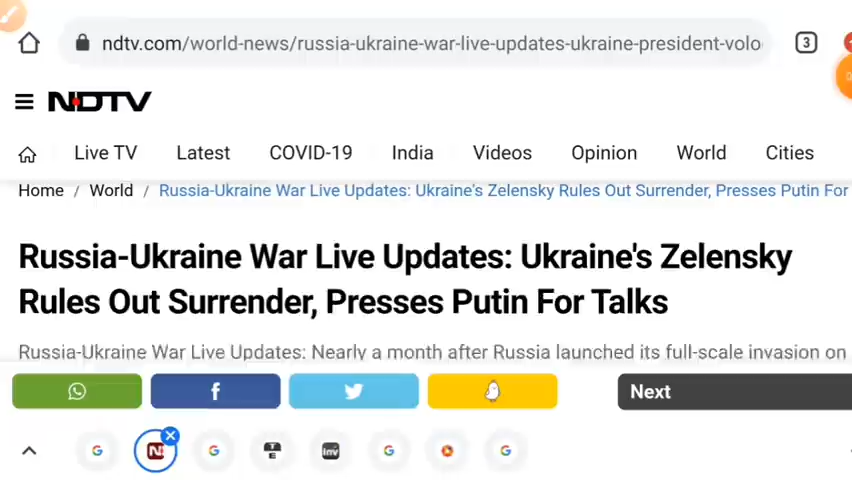 ndtv.com/world-news/russia-ukraine-war-live-updates-ukraine-president-volo
3
NDTV
Live TV Latest COVID-19 India Videos Opinion World Cities
Home / World / Russia-Ukraine War Live Updates: Ukraine's Zelensky Rules Out Surrender, Presses Putin For
Russia-Ukraine War Live Updates: Ukraine's Zelensky
Rules Out Surrender, Presses Putin For Talks
Russia-Ukraine War Live Updates: Nearly a month after Russia launched its full-scale invasion on
Next